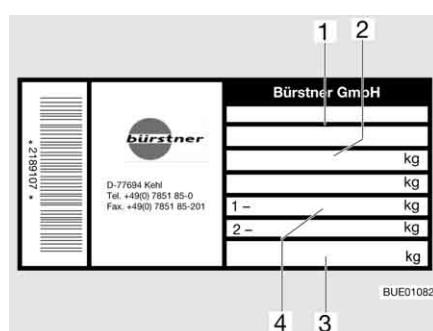 1 2
* 2189107 *
bürstner
D-77694 Kehl
Tel. +49(0) 7851 85-0
Fax. +49(0) 7851 85-201
Bürstner GmbH
kg
kg
1 – kg
2 – kg
kg
BUE01082
4 3